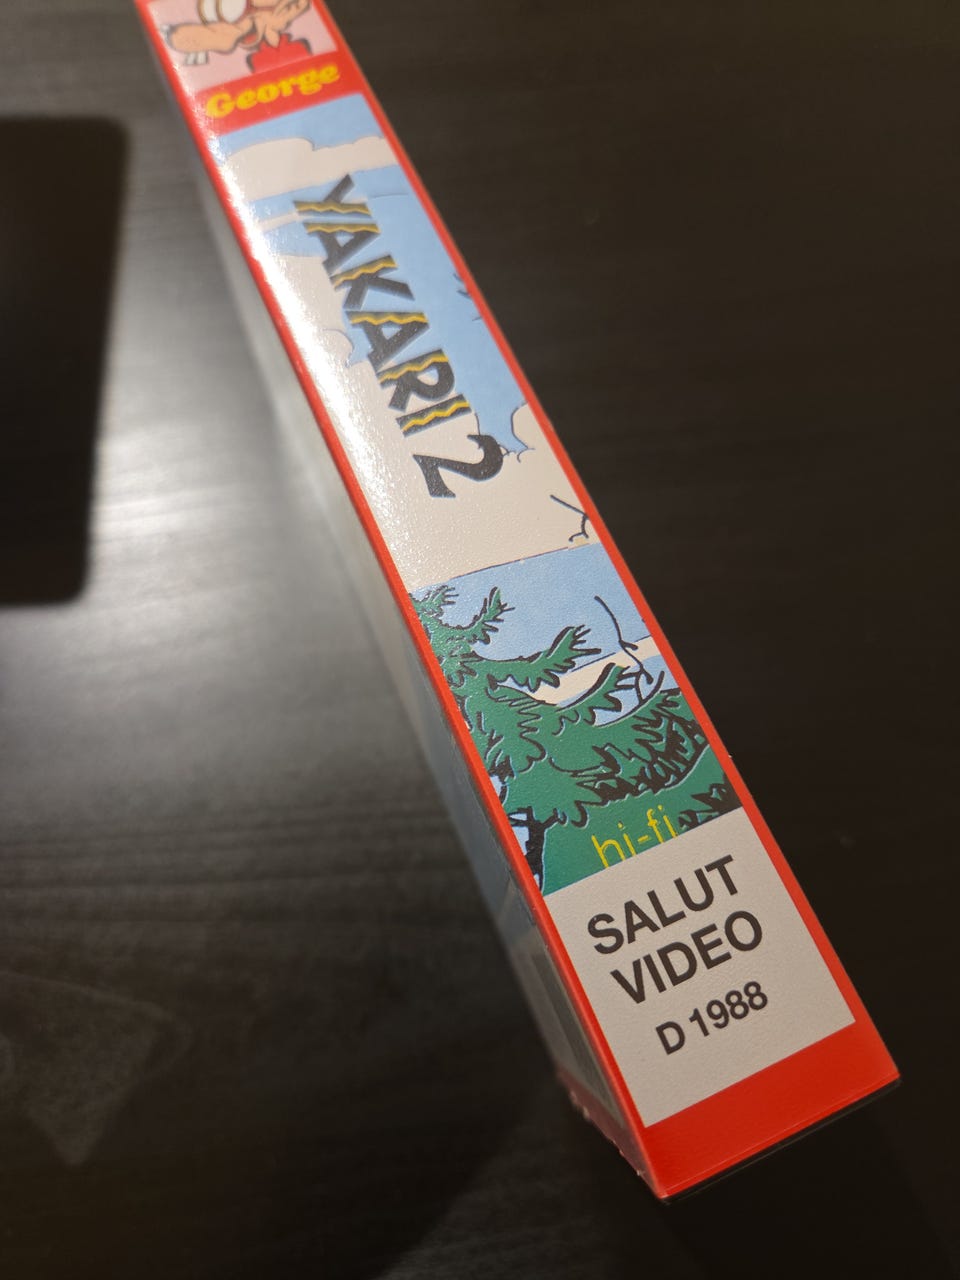 George
YAKARI 2
hi-fi
SALUT
VIDEO
D 1988